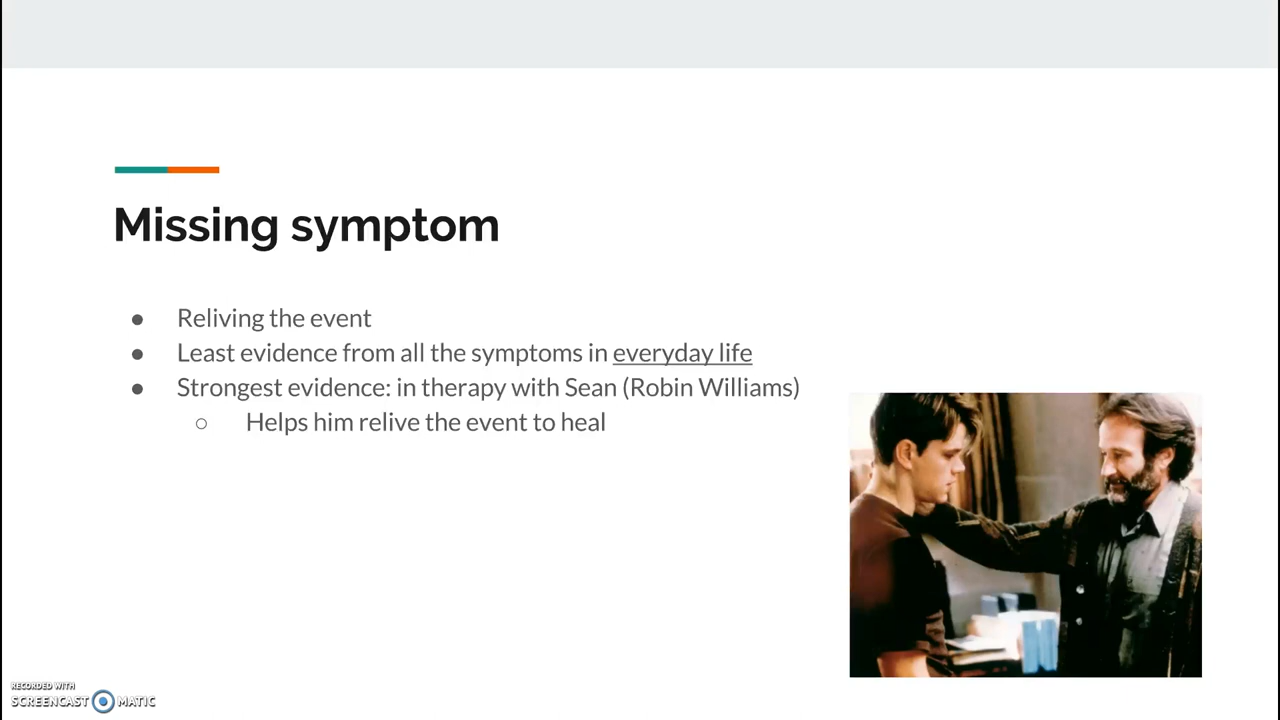 Missing symptom
● Reliving the event
● Least evidence from all the symptoms in everyday life
● Strongest evidence: in therapy with Sean (Robin Williams)
○ Helps him relive the event to heal
RECORDED WITH
SCREENCAST MATIC